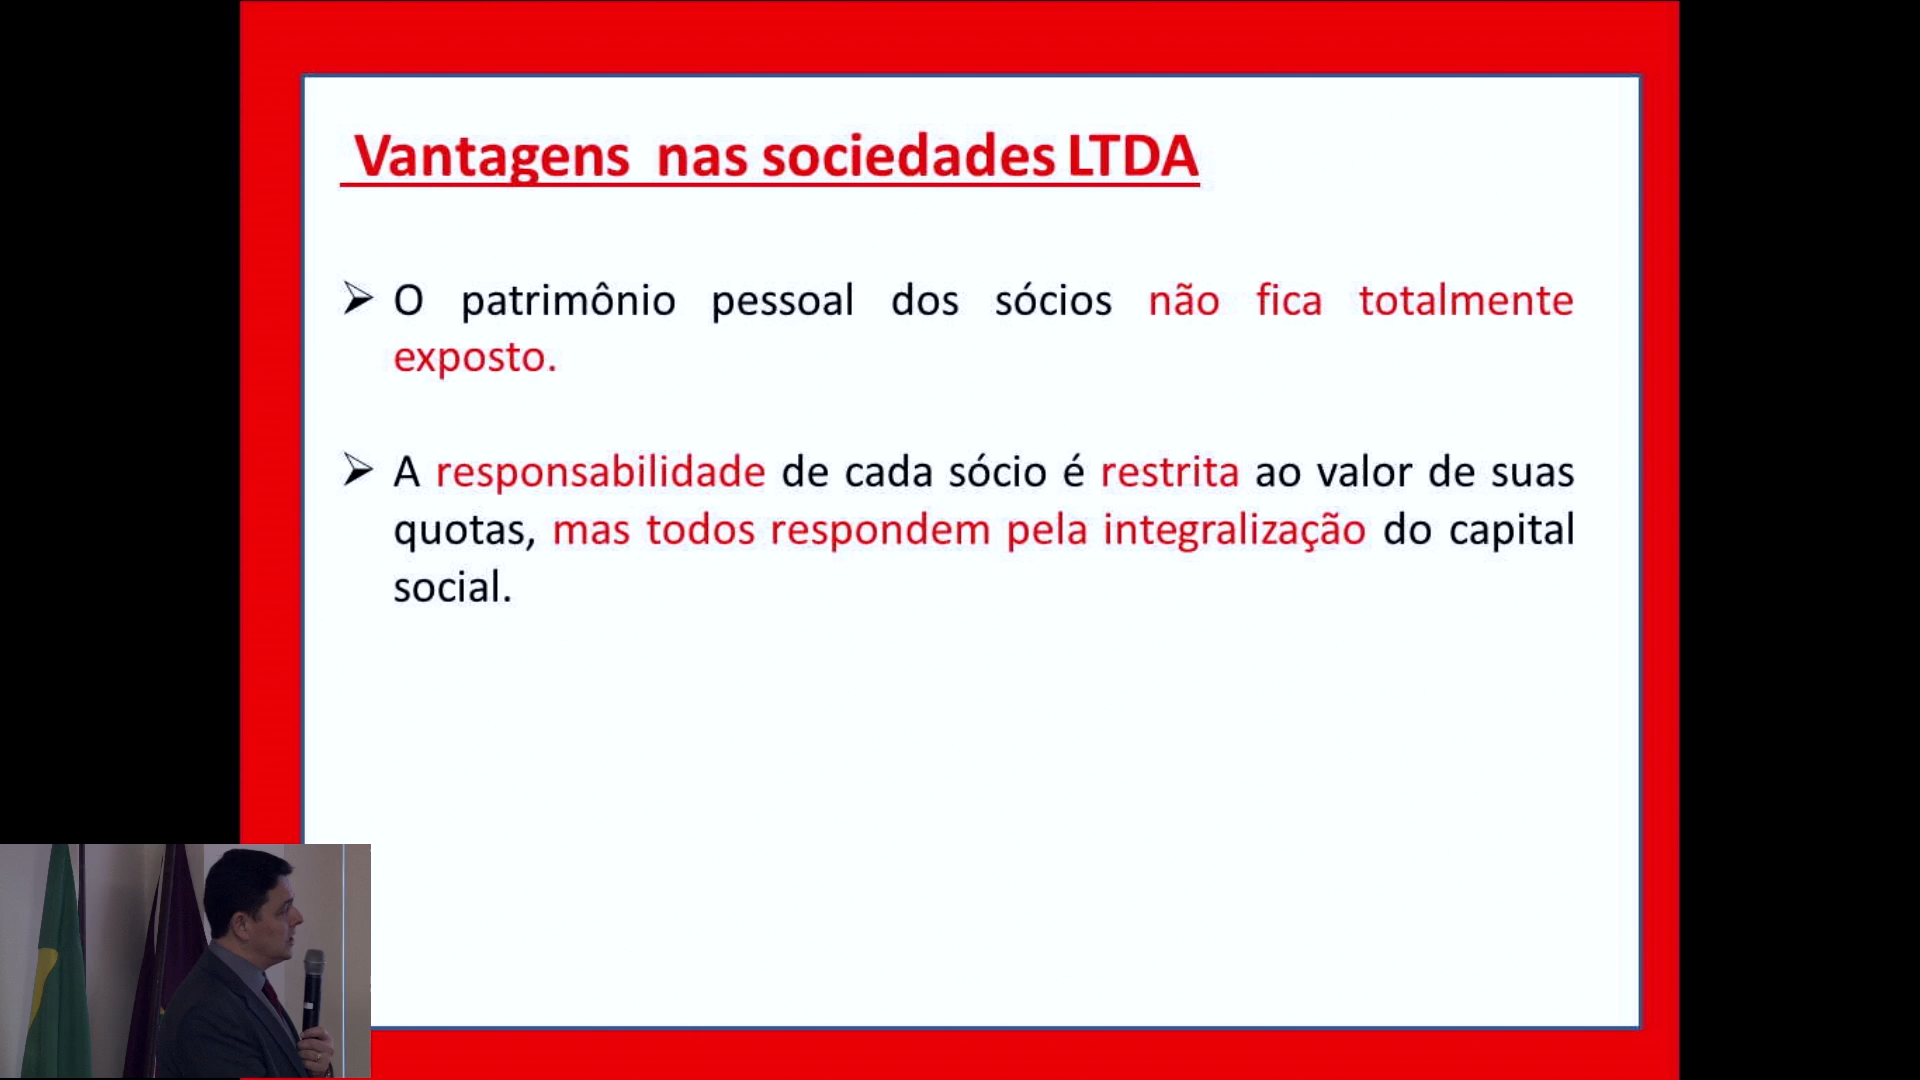 Vantagens nas sociedades LTDA
➢ O patrimônio pessoal dos sócios não fica totalmente
exposto.
➢ A responsabilidade de cada sócio é restrita ao valor de suas
quotas, mas todos respondem pela integralização do capital
social.